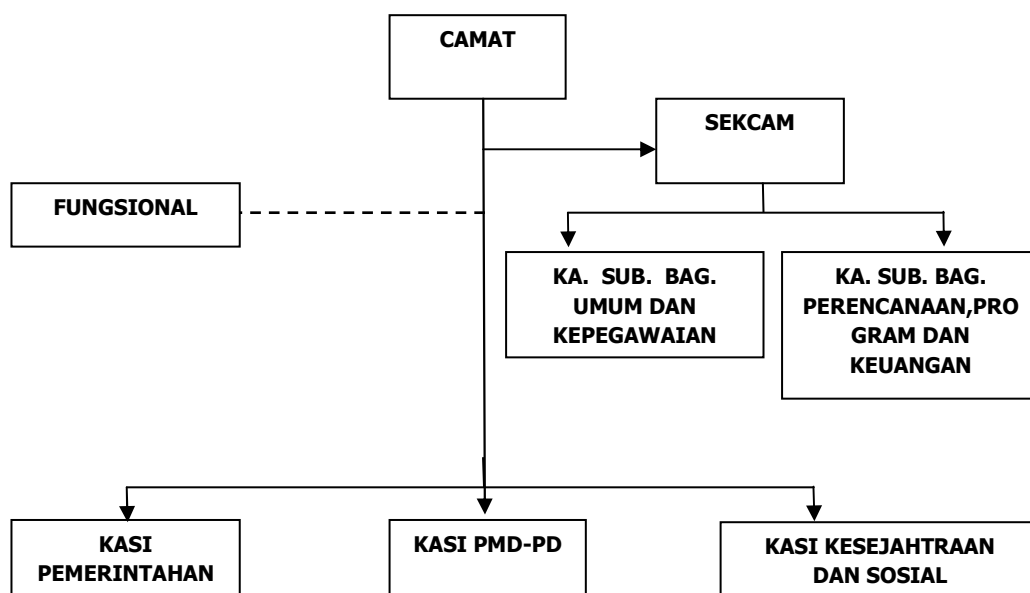 CAMAT
SEKCAM
FUNGSIONAL
KA. SUB. BAG.
UMUM DAN
KEPEGAWAIAN
KA. SUB. BAG.
PERENCANAAN,PRO
GRAM DAN
KEUANGAN
KASI
PEMERINTAHAN
KASI PMD-PD
KASI KESEJAHTRAAN
DAN SOSIAL